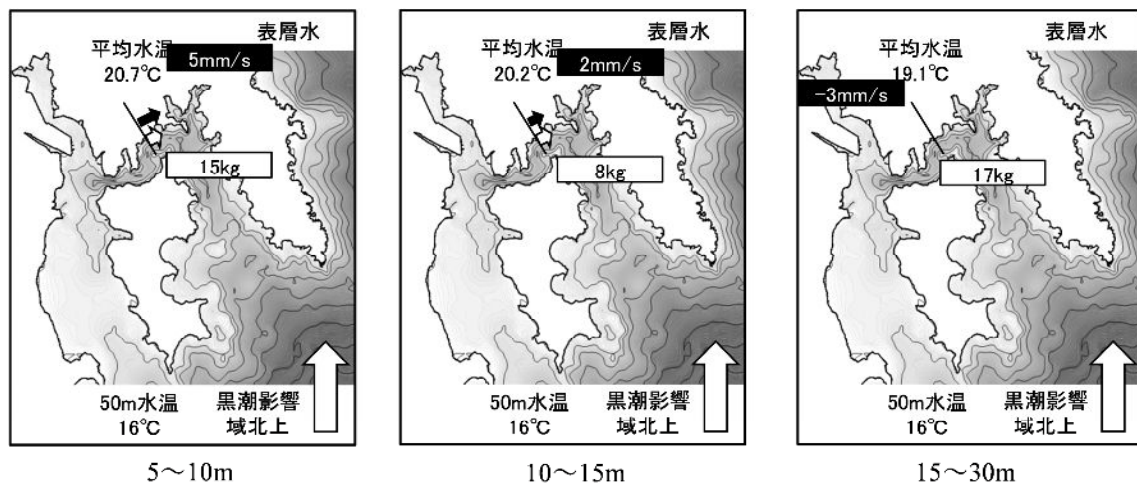 表層水
平均水温
20.7℃
5mm/s
15kg
50m水温
16℃
黒潮影響
域北上
5～10m
表層水
平均水温
20.2℃
2mm/s
8kg
50m水温
16℃
黒潮影響
域北上
10～15m
表層水
平均水温
19.1℃
-3mm/s
17kg
50m水温
16℃
黒潮影響
域北上
15～30m